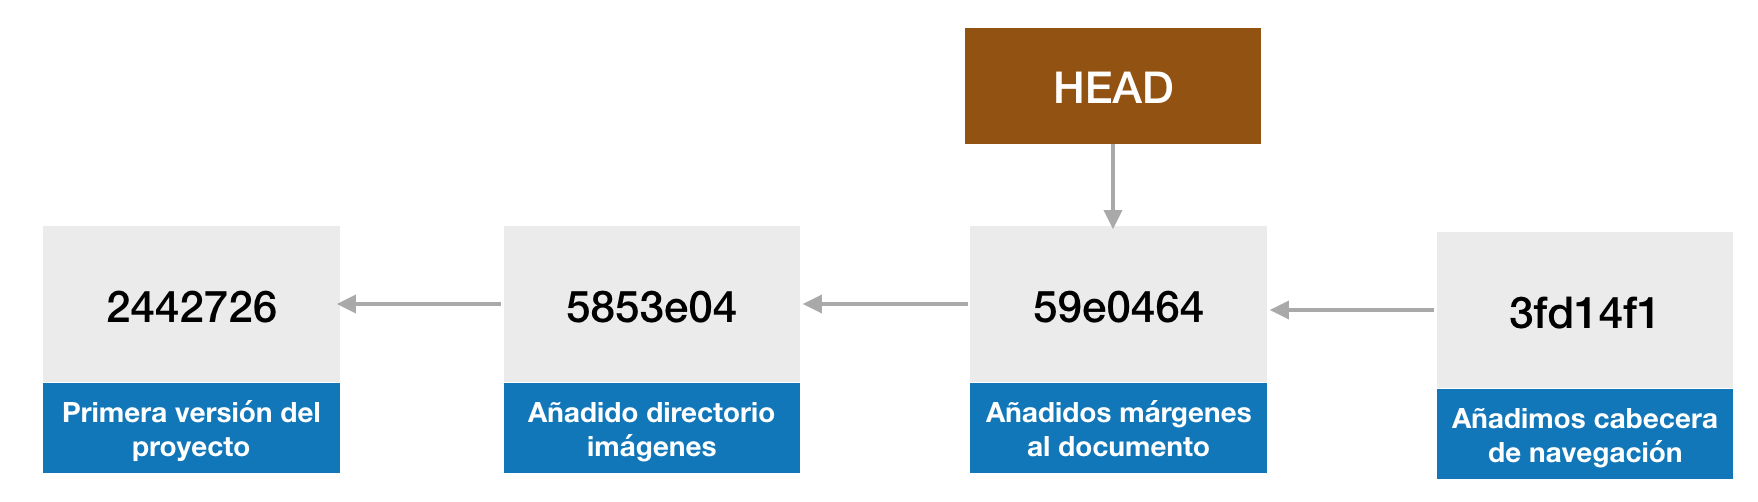 HEAD
2442726
Primera versión del
proyecto
5853e04
Añadido directorio
imágenes
59e0464
Añadidos márgenes
al documento
3fd14f1
Añadimos cabecera
de navegación